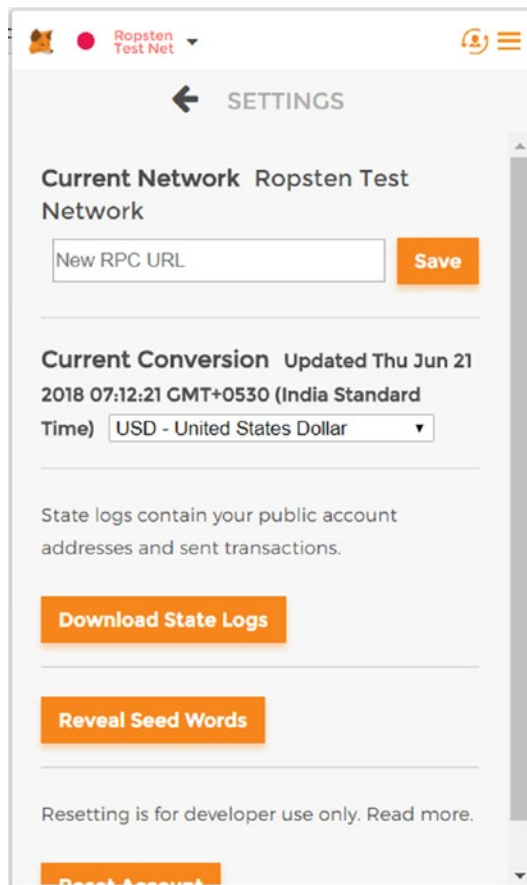 Ropsten
Test Net
SETTINGS
Current Network Ropsten Test
Network
New RPC URL
Save
Current Conversion Updated Thu Jun 21
2018 07:12:21 GMT+0530 (India Standard
Time) USD - United States Dollar
State logs contain your public account
addresses and sent transactions.
Download State Logs
Reveal Seed Words
Resetting is for developer use only. Read more.
Reset Account